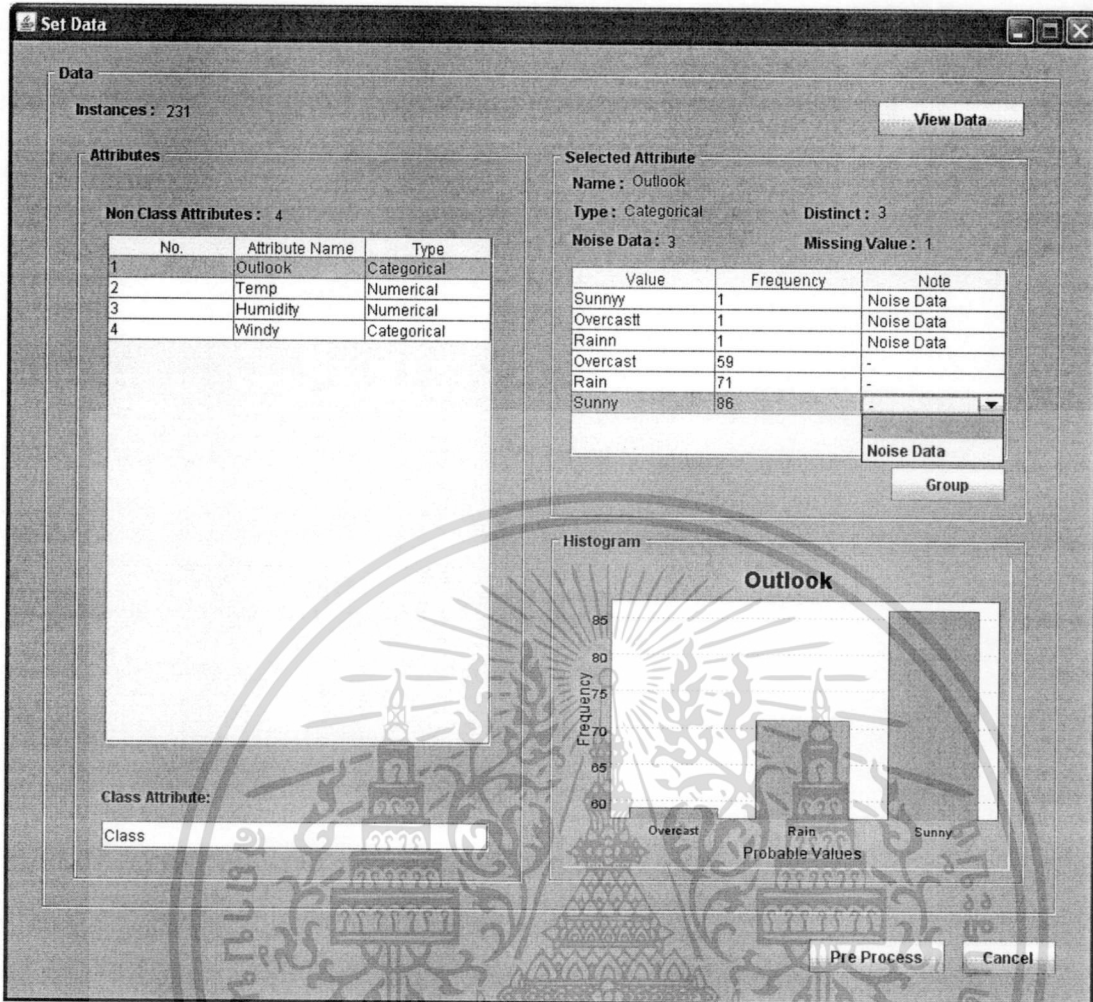 Set Data
Data
Instances : 231
View Data
Attributes
Non Class Attributes : 4
No. Attribute Name Type
1 Outlook Categorical
2 Temp Numerical
3 Humidity Numerical
4 Windy Categorical
Class Attribute:
Class
Selected Attribute
Name : Outlook
Type : Categorical Distinct : 3
Noise Data : 3 Missing Value : 1
Value Frequency Note
Sunnyy 1 Noise Data
Overcastt 1 Noise Data
Rainn 1 Noise Data
Overcast 59 -
Rain 71 -
Sunny 86 -
-
Noise Data
Group
Histogram
Outlook
Frequency
85
80
75
70
65
60
Overcast Rain Sunny
Probable Values
Pre Process Cancel